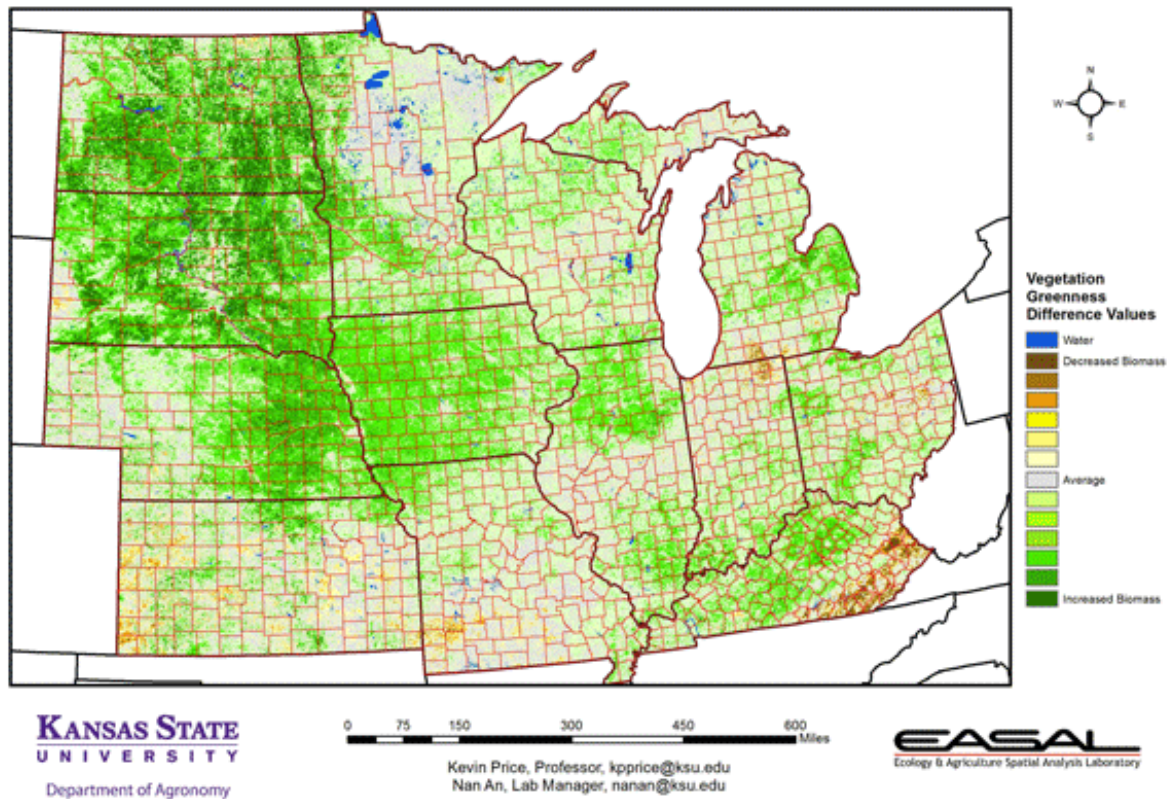 N
W E
S
Vegetation
Greenness
Difference Values
Water
Decreased Biomass
Average
Increased Biomass
KANSAS STATE
UNIVERSITY
Department of Agronomy
0 75 150 300 450 600
Miles
Kevin Price, Professor, kpprice@ksu.edu
Nan An, Lab Manager, nanan@ksu.edu
EASAL
Ecology & Agriculture Spatial Analysis Laboratory